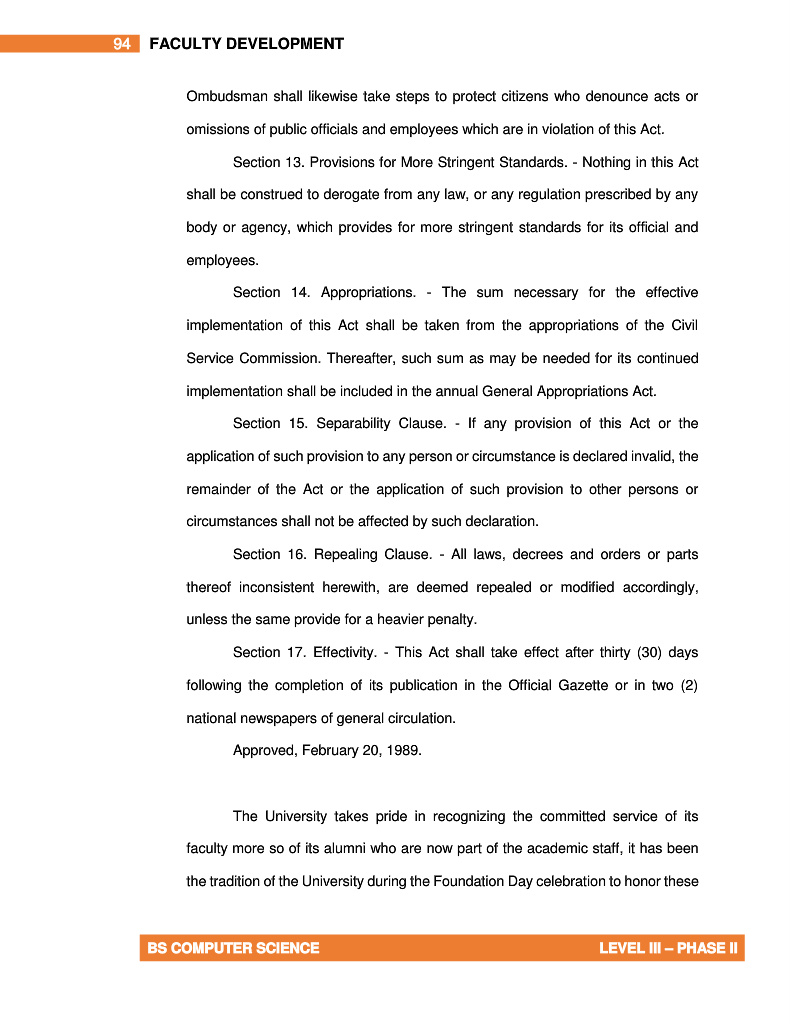 94 FACULTY DEVELOPMENT
Ombudsman shall likewise take steps to protect citizens who denounce acts or
omissions of public officials and employees which are in violation of this Act.
Section 13. Provisions for More Stringent Standards. - Nothing in this Act
shall be construed to derogate from any law, or any regulation prescribed by any
body or agency, which provides for more stringent standards for its official and
employees.
Section 14. Appropriations. - The sum necessary for the effective
implementation of this Act shall be taken from the appropriations of the Civil
Service Commission. Thereafter, such sum as may be needed for its continued
implementation shall be included in the annual General Appropriations Act.
Section 15. Separability Clause. - If any provision of this Act or the
application of such provision to any person or circumstance is declared invalid, the
remainder of the Act or the application of such provision to other persons or
circumstances shall not be affected by such declaration.
Section 16. Repealing Clause. - All laws, decrees and orders or parts
thereof inconsistent herewith, are deemed repealed or modified accordingly,
unless the same provide for a heavier penalty.
Section 17. Effectivity. - This Act shall take effect after thirty (30) days
following the completion of its publication in the Official Gazette or in two (2)
national newspapers of general circulation.
Approved, February 20, 1989.
The University takes pride in recognizing the committed service of its
faculty more so of its alumni who are now part of the academic staff, it has been
the tradition of the University during the Foundation Day celebration to honor these
BS COMPUTER SCIENCE LEVEL III – PHASE II